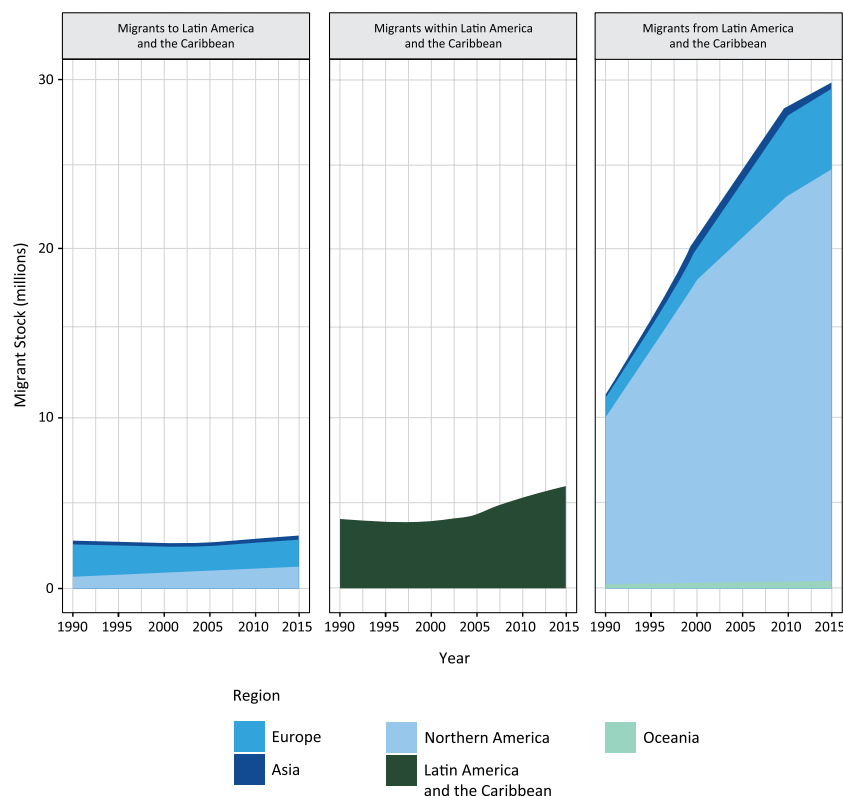 Migrants to Latin America
and the Caribbean
Migrants within Latin America
and the Caribbean
Migrants from Latin America
and the Caribbean
30
20
10
0
Migrant Stock (millions)
1990 1995 2000 2005 2010 2015
1990 1995 2000 2005 2010 2015
1990 1995 2000 2005 2010 2015
Year
Region
Europe
Northern America
Oceania
Asia
Latin America
and the Caribbean